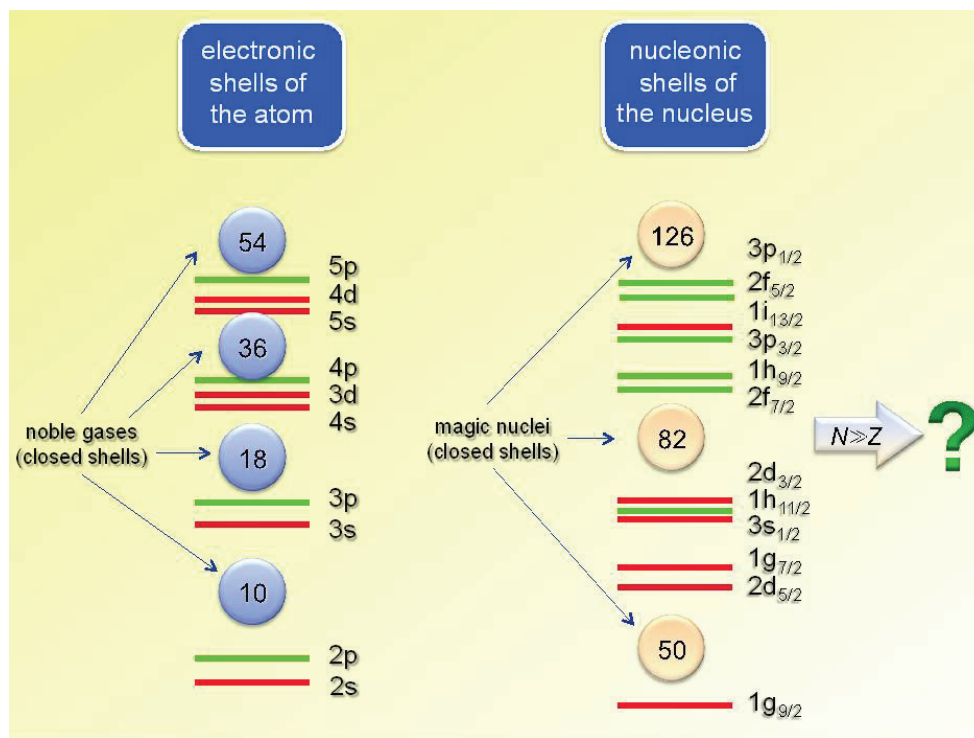 electronic
shells of
the atom
nucleonic
shells of
the nucleus
54
5p
4d
5s
36
4p
3d
4s
noble gases
(closed shells)
18
3p
3s
10
2p
2s
126
3p1/2
2f5/2
1i13/2
3p3/2
1h9/2
2f7/2
magic nuclei
(closed shells)
82
2d3/2
1h11/2
3s1/2
1g7/2
2d5/2
50
1g9/2
N≫Z
?